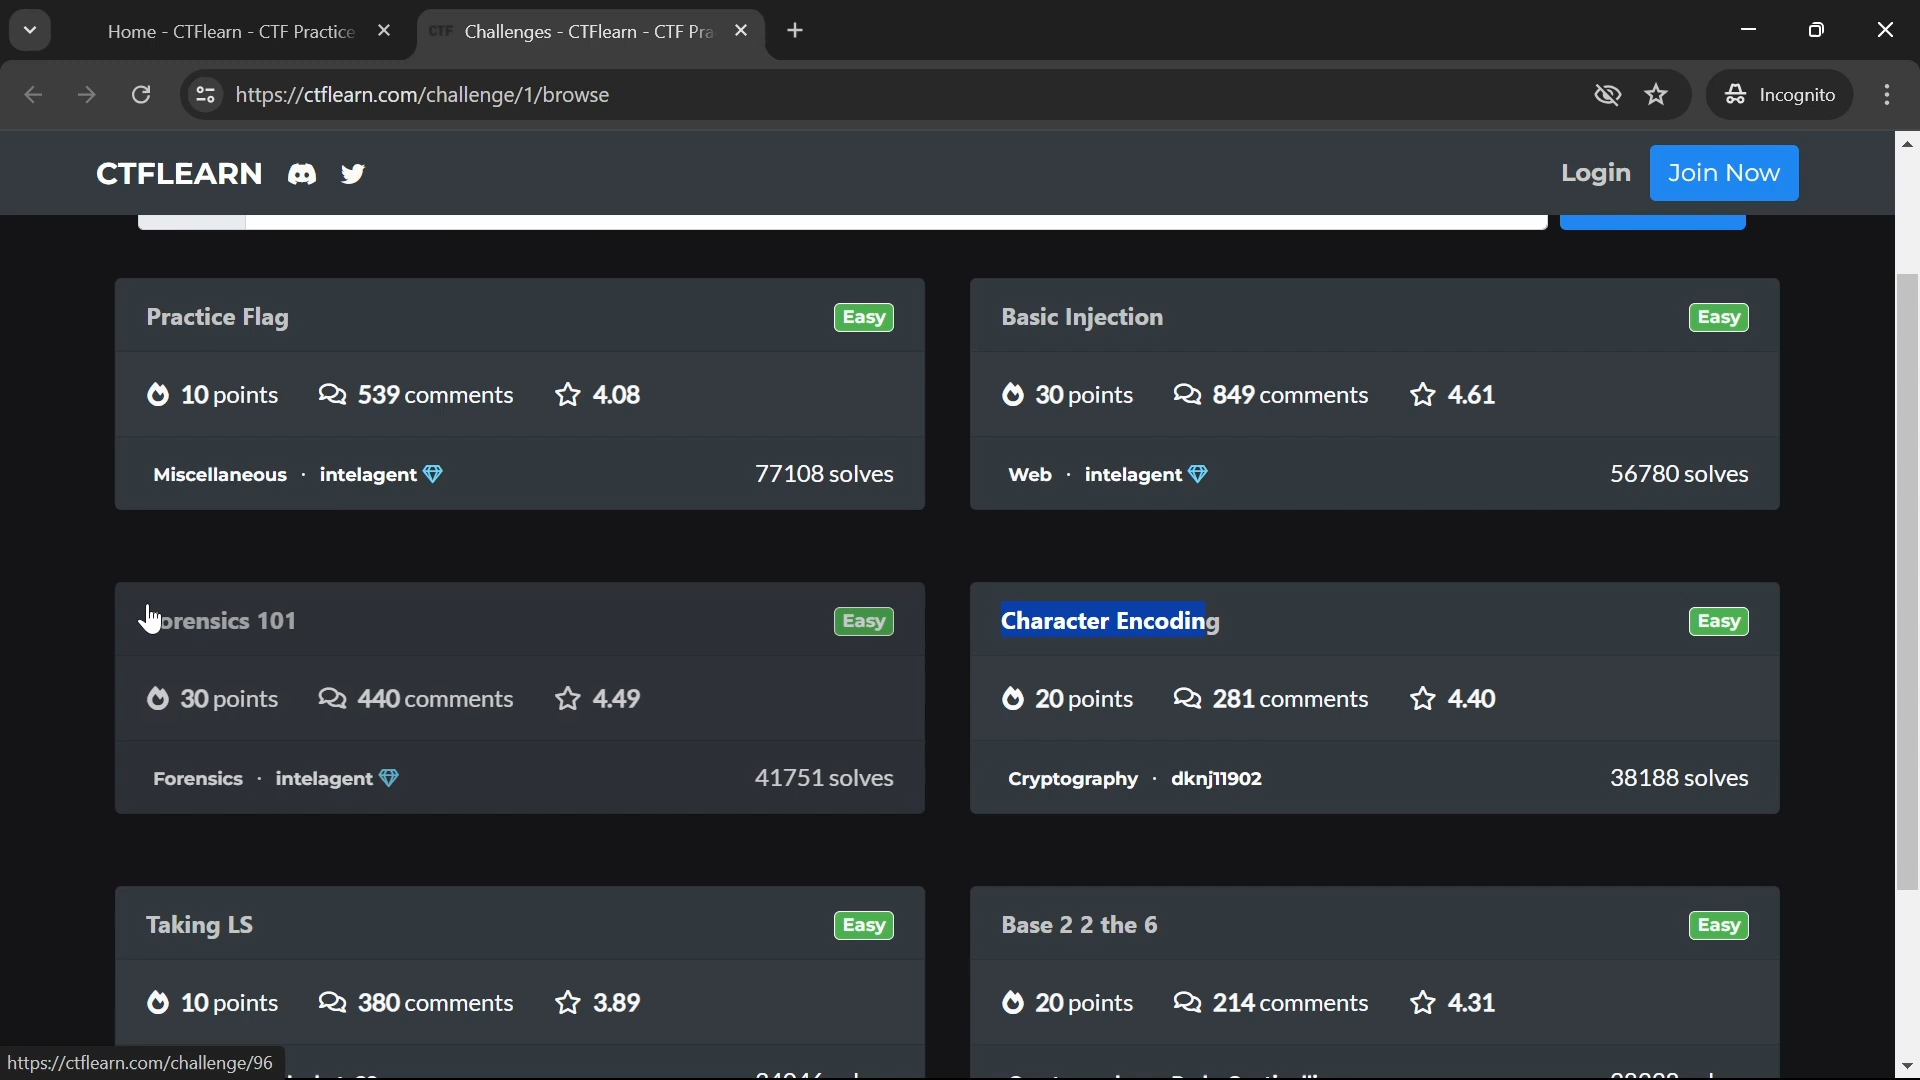 Home - CTFlearn - CTF Practice
CTF Challenges - CTFlearn - CTF Pra
https://ctflearn.com/challenge/1/browse
Incognito
CTFLEARN
Login
Join Now
Practice Flag
Easy
10 points 539 comments 4.08
Miscellaneous · intelagent
77108 solves
Basic Injection
Easy
30 points 849 comments 4.61
Web · intelagent
56780 solves
orensics 101
Easy
30 points 440 comments 4.49
Forensics · intelagent
41751 solves
Character Encoding
Easy
20 points 281 comments 4.40
Cryptography · dknj11902
38188 solves
Taking LS
Easy
10 points 380 comments 3.89
Base 2 2 the 6
Easy
20 points 214 comments 4.31
https://ctflearn.com/challenge/96